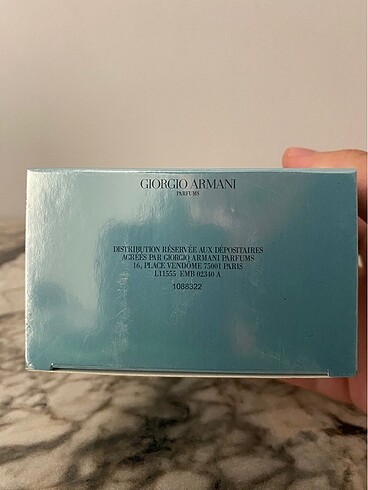 GIORGIO ARMANI
PARFUMS
DISTRIBUTION RÉSERVÉE AUX DÉPOSITAIRES
AGRÉÉS PAR GIORGIO ARMANI PARFUMS
16, PLACE VENDÔME 75001 PARIS
L11555 EMB 02340 A
1088322